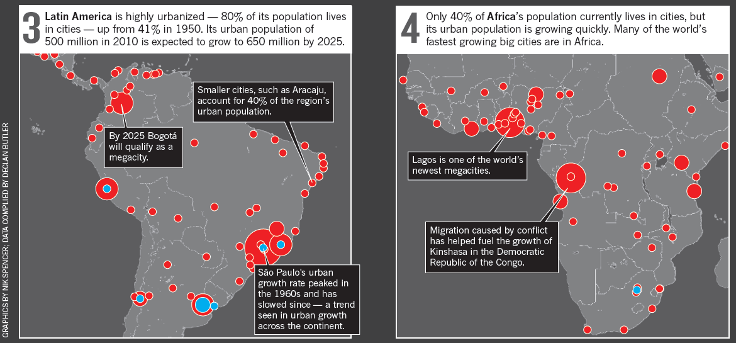 3 Latin America is highly urbanized — 80% of its population lives
in cities — up from 41% in 1950. Its urban population of
500 million in 2010 is expected to grow to 650 million by 2025.
Smaller cities, such as Aracaju,
account for 40% of the region's
urban population.
By 2025 Bogotá
will qualify as a
megacity.
São Paulo's urban
growth rate peaked in
the 1960s and has
slowed since — a trend
seen in urban growth
across the continent.
4 Only 40% of Africa's population currently lives in cities, but
its urban population is growing quickly. Many of the world's
fastest growing big cities are in Africa.
Lagos is one of the world's
newest megacities.
Migration caused by conflict
has helped fuel the growth of
Kinshasa in the Democratic
Republic of the Congo.
GRAPHICS BY NIK SPENCER; DATA COMPLIED BY DECLAN BUTLER